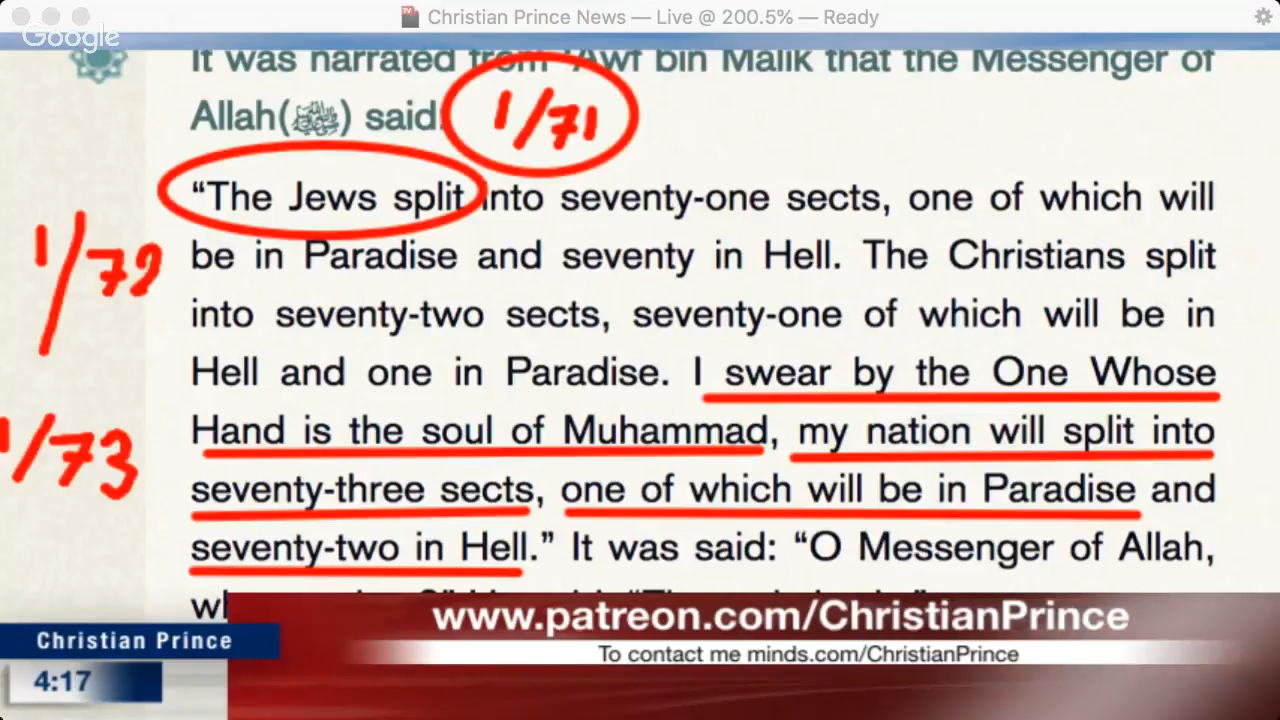 Christian Prince News — Live @ 200.5% — Ready
Google
It was narrated from 'Awf bin Malik that the Messenger of
Allah(ﷺ) said:
1/71
“The Jews split into seventy-one sects, one of which will
be in Paradise and seventy in Hell. The Christians split
1/72
into seventy-two sects, seventy-one of which will be in
Hell and one in Paradise. I swear by the One Whose
Hand is the soul of Muhammad, my nation will split into
1/73
seventy-three sects, one of which will be in Paradise and
seventy-two in Hell.” It was said: “O Messenger of Allah,
www.patreon.com/ChristianPrince
To contact me minds.com/ChristianPrince
Christian Prince
4:17